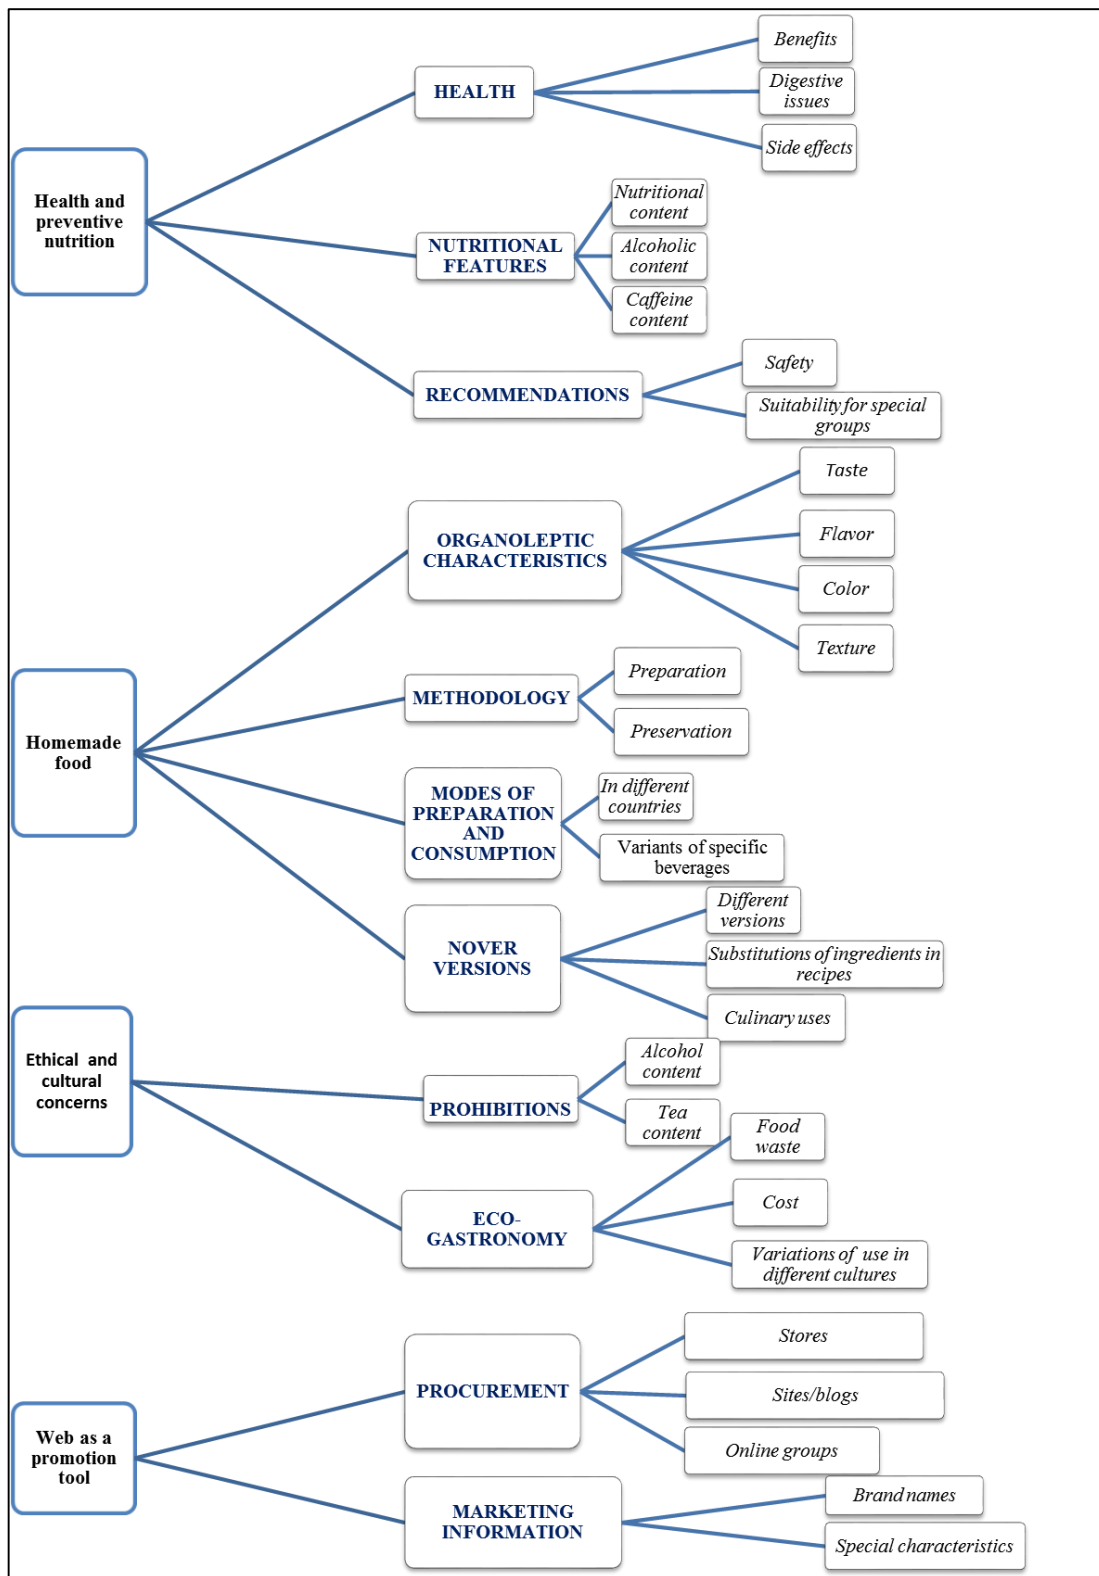 Health and
preventive
nutrition
HEALTH
Benefits
Digestive
issues
Side effects
NUTRITIONAL
FEATURES
Nutritional
content
Alcoholic
content
Caffeine
content
RECOMMENDATIONS
Safety
Suitability for special
groups
Homemade
food
ORGANOLEPTIC
CHARACTERISTICS
Taste
Flavor
Color
Texture
METHODOLOGY
Preparation
Preservation
MODES OF
PREPARATION
AND
CONSUMPTION
In different
countries
Variants of specific
beverages
NOVER
VERSIONS
Different
versions
Substitutions of ingredients in
recipes
Culinary uses
Ethical and
cultural
concerns
PROHIBITIONS
Alcohol
content
Tea
content
ECO-
GASTRONOMY
Food
waste
Cost
Variations of use in
different cultures
Web as a
promotion
tool
PROCUREMENT
Stores
Sites/blogs
Online groups
MARKETING
INFORMATION
Brand names
Special characteristics